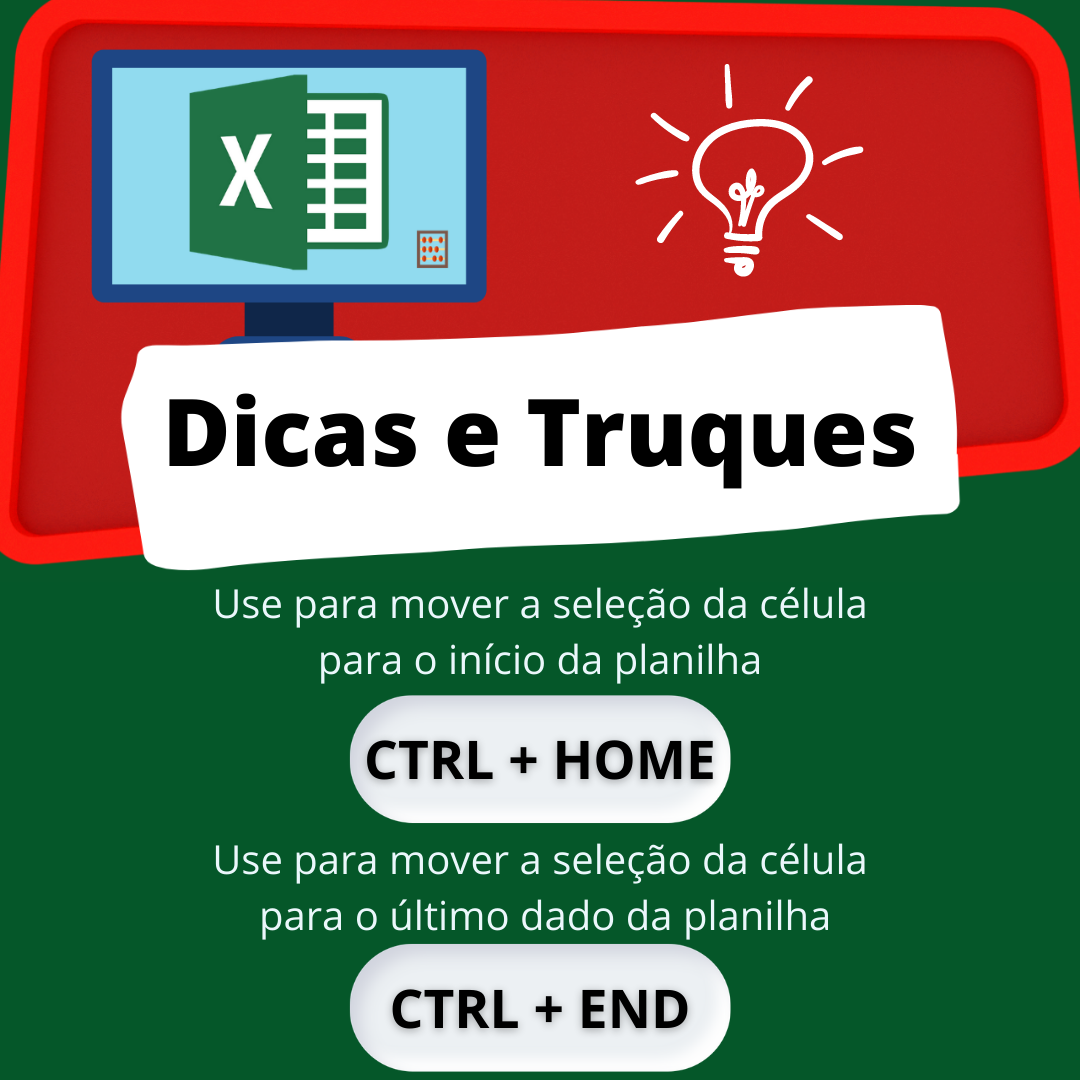 X
Dicas e Truques
Use para mover a seleção da célula
para o início da planilha
CTRL + HOME
Use para mover a seleção da célula
para o último dado da planilha
CTRL + END